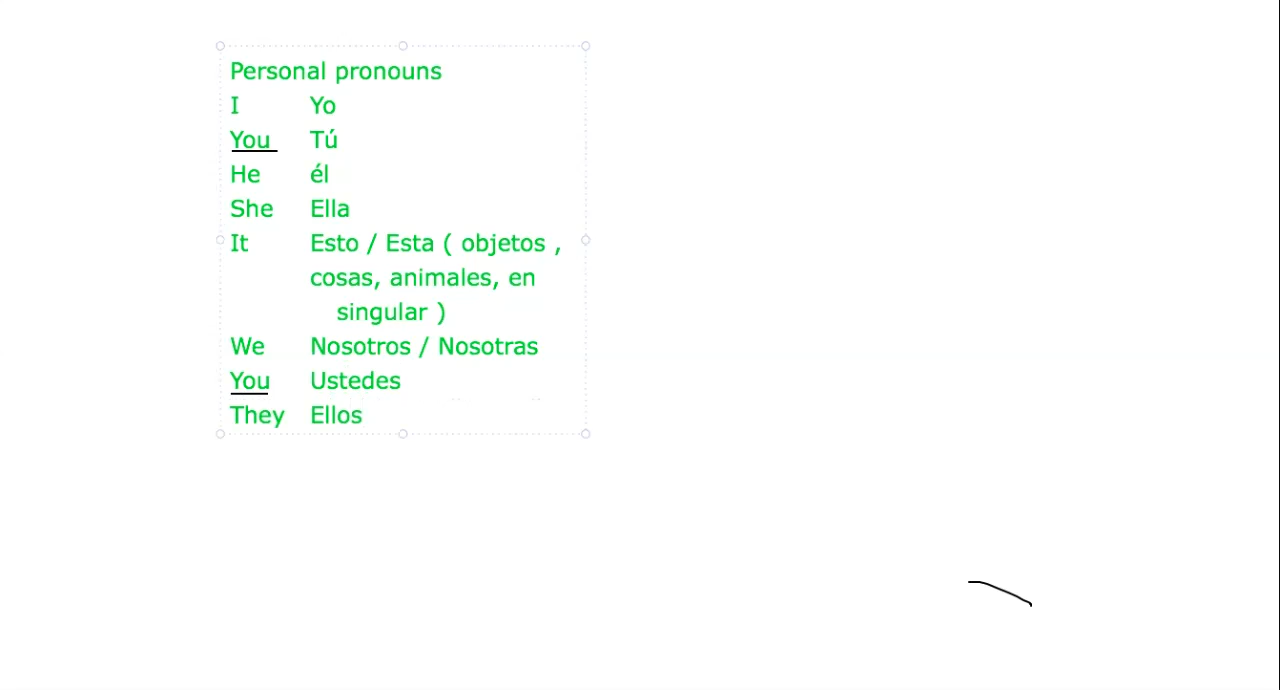 Personal pronouns
I Yo
You Tú
He él
She Ella
It Esto / Esta ( objetos ,
cosas, animales, en
singular )
We Nosotros / Nosotras
You Ustedes
They Ellos